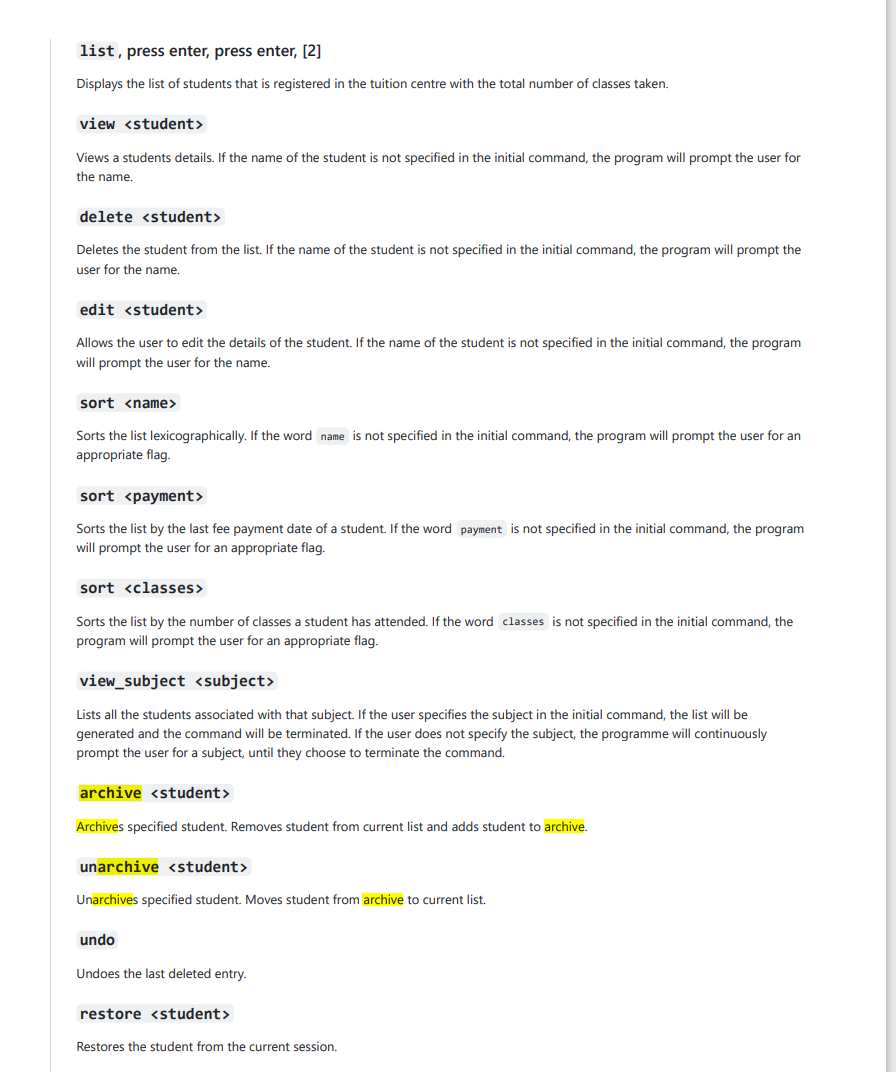 list, press enter, press enter, [2]
Displays the list of students that is registered in the tuition centre with the total number of classes taken.
view <student>
Views a students details. If the name of the student is not specified in the initial command, the program will prompt the user for
the name.
delete <student>
Deletes the student from the list. If the name of the student is not specified in the initial command, the program will prompt the
user for the name.
edit <student>
Allows the user to edit the details of the student. If the name of the student is not specified in the initial command, the program
will prompt the user for the name.
sort <name>
Sorts the list lexicographically. If the word name is not specified in the initial command, the program will prompt the user for an
appropriate flag.
sort <payment>
Sorts the list by the last fee payment date of a student. If the word payment is not specified in the initial command, the program
will prompt the user for an appropriate flag.
sort <classes>
Sorts the list by the number of classes a student has attended. If the word classes is not specified in the initial command, the
program will prompt the user for an appropriate flag.
view_subject <subject>
Lists all the students associated with that subject. If the user specifies the subject in the initial command, the list will be
generated and the command will be terminated. If the user does not specify the subject, the programme will continuously
prompt the user for a subject, until they choose to terminate the command.
archive <student>
Archives specified student. Removes student from current list and adds student to archive.
unarchive <student>
Unarchives specified student. Moves student from archive to current list.
undo
Undoes the last deleted entry.
restore <student>
Restores the student from the current session.